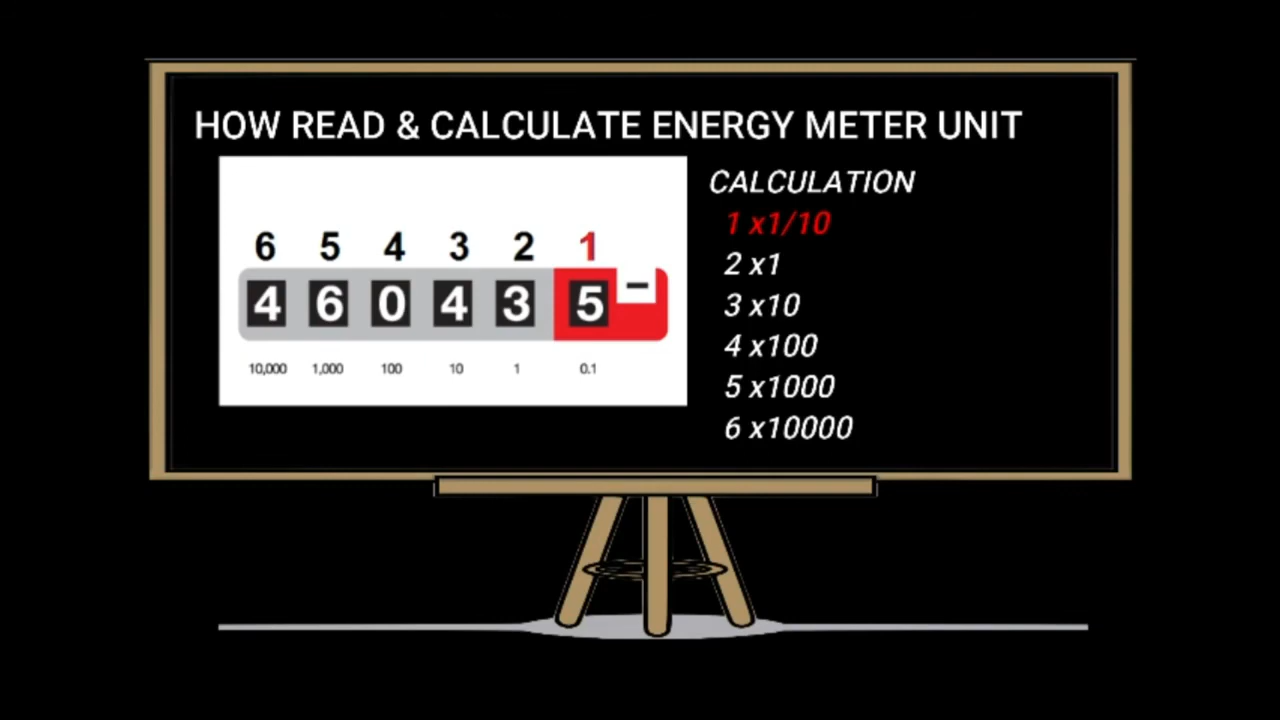 HOW READ & CALCULATE ENERGY METER UNIT
6 5 4 3 2 1
4 6 0 4 3 5 –
10,000 1,000 100 10 1 0.1
CALCULATION
1 x1/10
2 x1
3 x10
4 x100
5 x1000
6 x10000